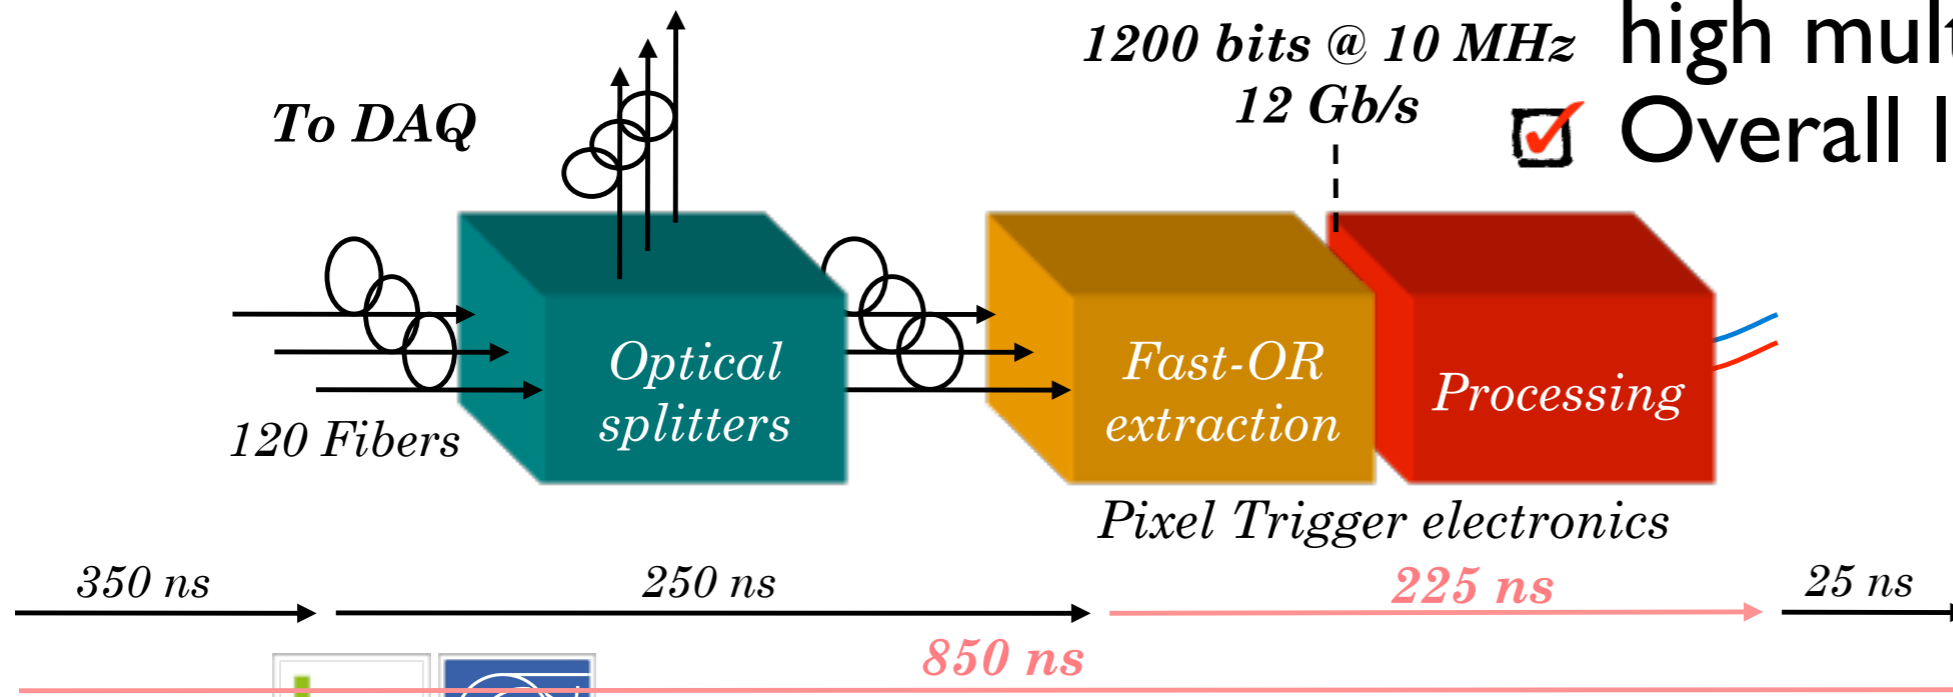 1200 bits @ 10 MHz
12 Gb/s
high mult
Overall l
To DAQ
120 Fibers
Optical
splitters
Fast-OR
extraction
Processing
Pixel Trigger electronics
350 ns
250 ns
225 ns
25 ns
850 ns